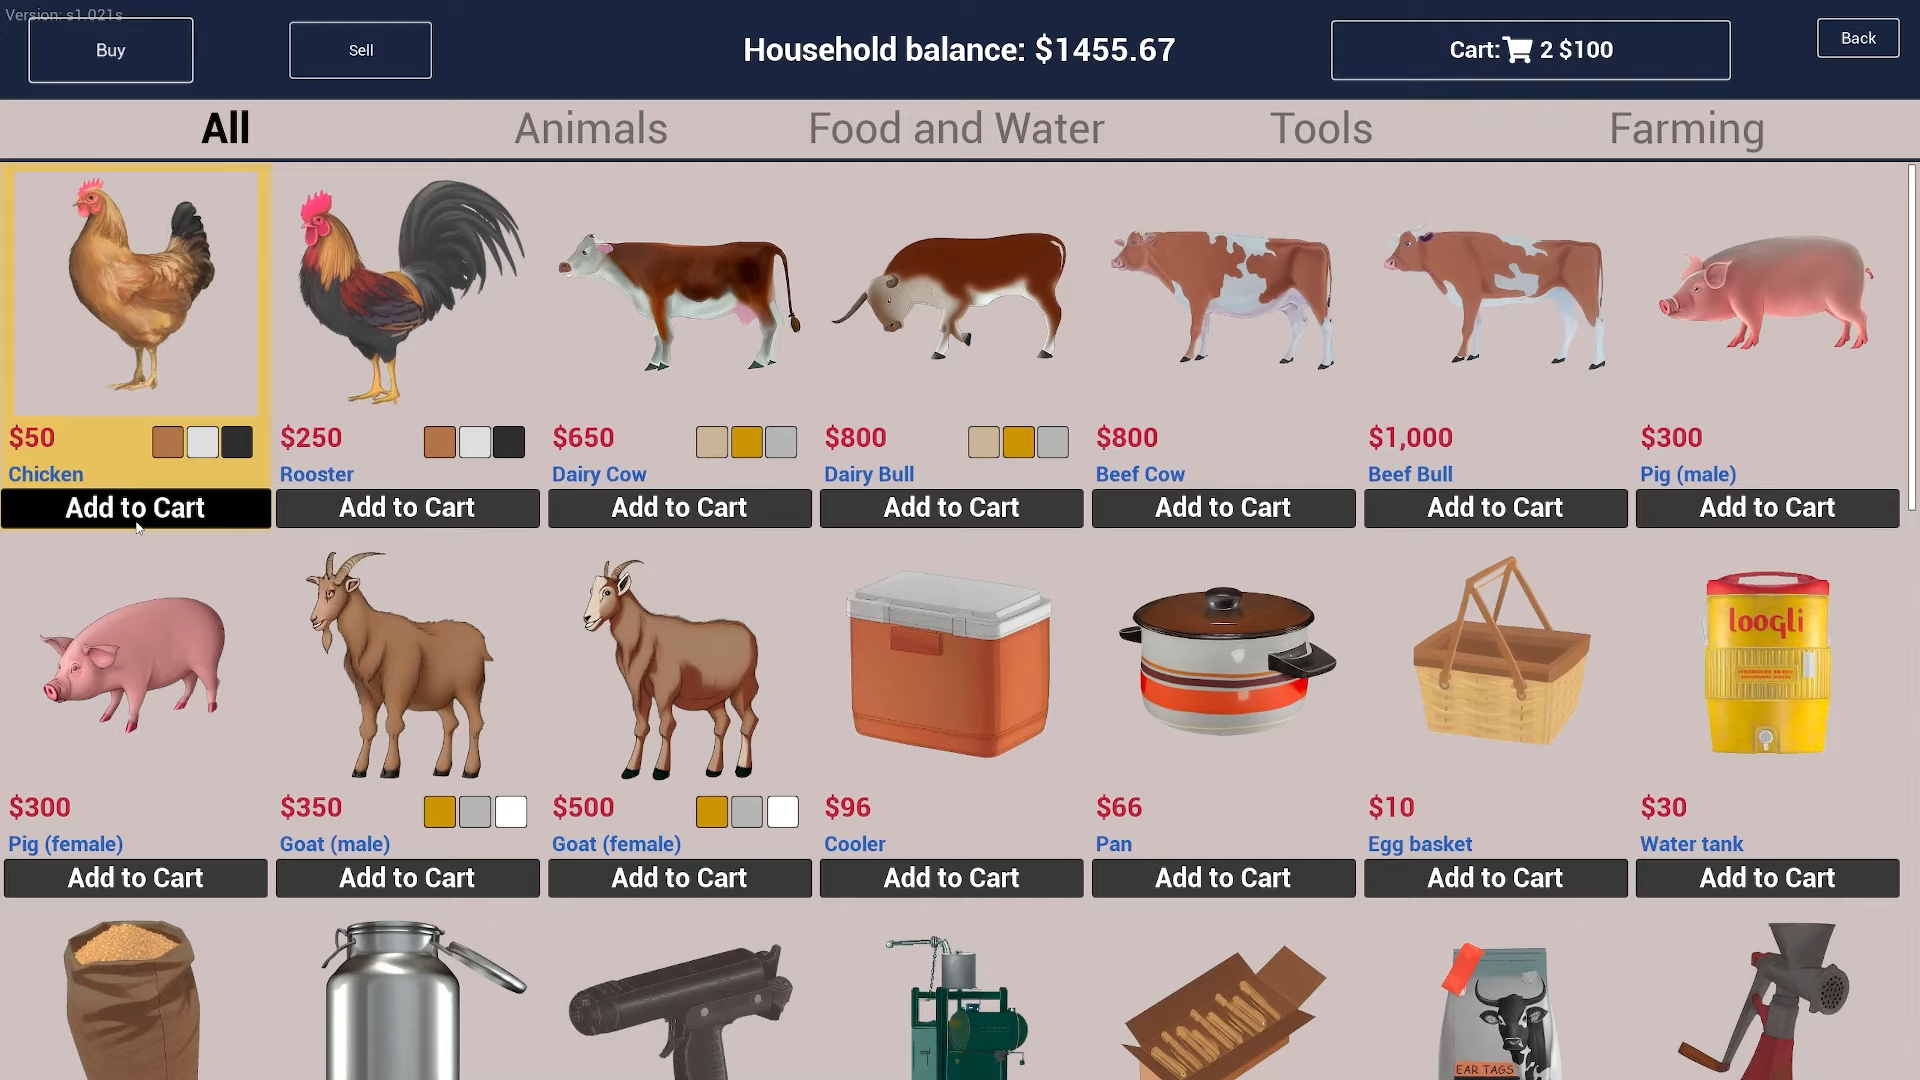 Version: s1.021s
Buy
Sell
Household balance: $1455.67
Cart: 2 $100
Back
All
Animals
Food and Water
Tools
Farming
$50
Chicken
Add to Cart
$250
Rooster
Add to Cart
$650
Dairy Cow
Add to Cart
$800
Dairy Bull
Add to Cart
$800
Beef Cow
Add to Cart
$1,000
Beef Bull
Add to Cart
$300
Pig (male)
Add to Cart
$300
Pig (female)
Add to Cart
$350
Goat (male)
Add to Cart
$500
Goat (female)
Add to Cart
$96
Cooler
Add to Cart
$66
Pan
Add to Cart
$10
Egg basket
Add to Cart
loogli
$30
Water tank
Add to Cart
EAR TAGS